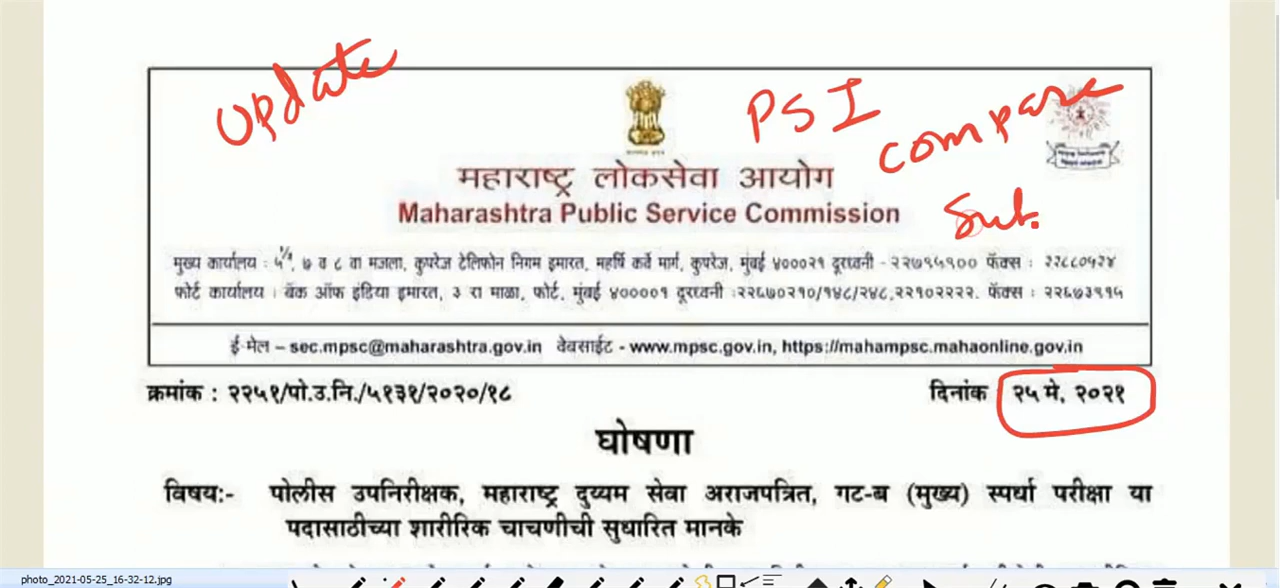 update
PSI
compare
Sub.
महाराष्ट्र लोकसेवा आयोग
Maharashtra Public Service Commission
मुख्य कार्यालय : ५ १/२, ७ व ८ वा मजला, कुपरेज टेलिफोन निगम इमारत, महर्षि कर्वे मार्ग, कुपरेज, मुंबई ४०००२१ दूरध्वनी - २२७९५९०० फॅक्स : २२८८०५२४
फोर्ट कार्यालय : बँक ऑफ इंडिया इमारत, ३ रा माळा, फोर्ट, मुंबई ४००००१ दूरध्वनी :२२६७०२१०/१४८/२४८,२२१०२२२२. फॅक्स : २२६७३९१५
ई-मेल – sec.mpsc@maharashtra.gov.in वेबसाईट - www.mpsc.gov.in, https://mahampsc.mahaonline.gov.in
क्रमांक : २२५१/पो.उ.नि./५१३१/२०२०/१८ दिनांक २५ मे, २०२१
घोषणा
विषय:- पोलीस उपनिरीक्षक, महाराष्ट्र दुय्यम सेवा अराजपत्रित, गट-ब (मुख्य) स्पर्धा परीक्षा या
पदासाठीच्या शारीरिक चाचणीची सुधारित मानके
photo_2021-05-25_16-32-12.jpg